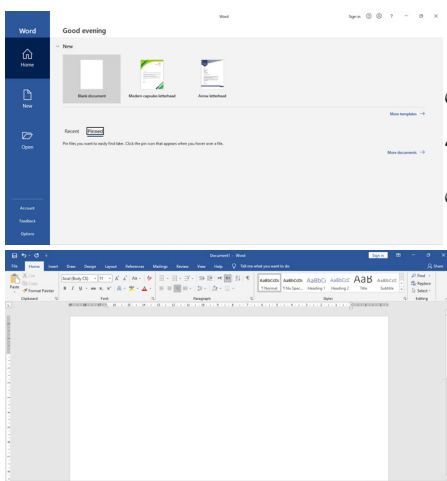 Word
Sign in
?
Word
Good evening
Home
New
Open
Account
Feedback
Options
New
Blank document
Modern capsules letterhead
Arrow letterhead
More templates →
Recent
Pinned
Pin files you want to easily find later. Click the pin icon that appears when you hover over a file.
More documents →
Document1 - Word
Sign in
File Home Insert Draw Design Layout References Mailings Review View Help Tell me what you want to do
Share
Paste
Cut
Copy
Format Painter
Clipboard
Arial (Body CS) 11
B I U
Font
Paragraph
AaBbCcDc AaBbCcDc AaBbC AaBbCcC AaB AaBbCcC
¶ Normal ¶ No Spac... Heading 1 Heading 2 Title Subtitle
Styles
Find
Replace
Select
Editing